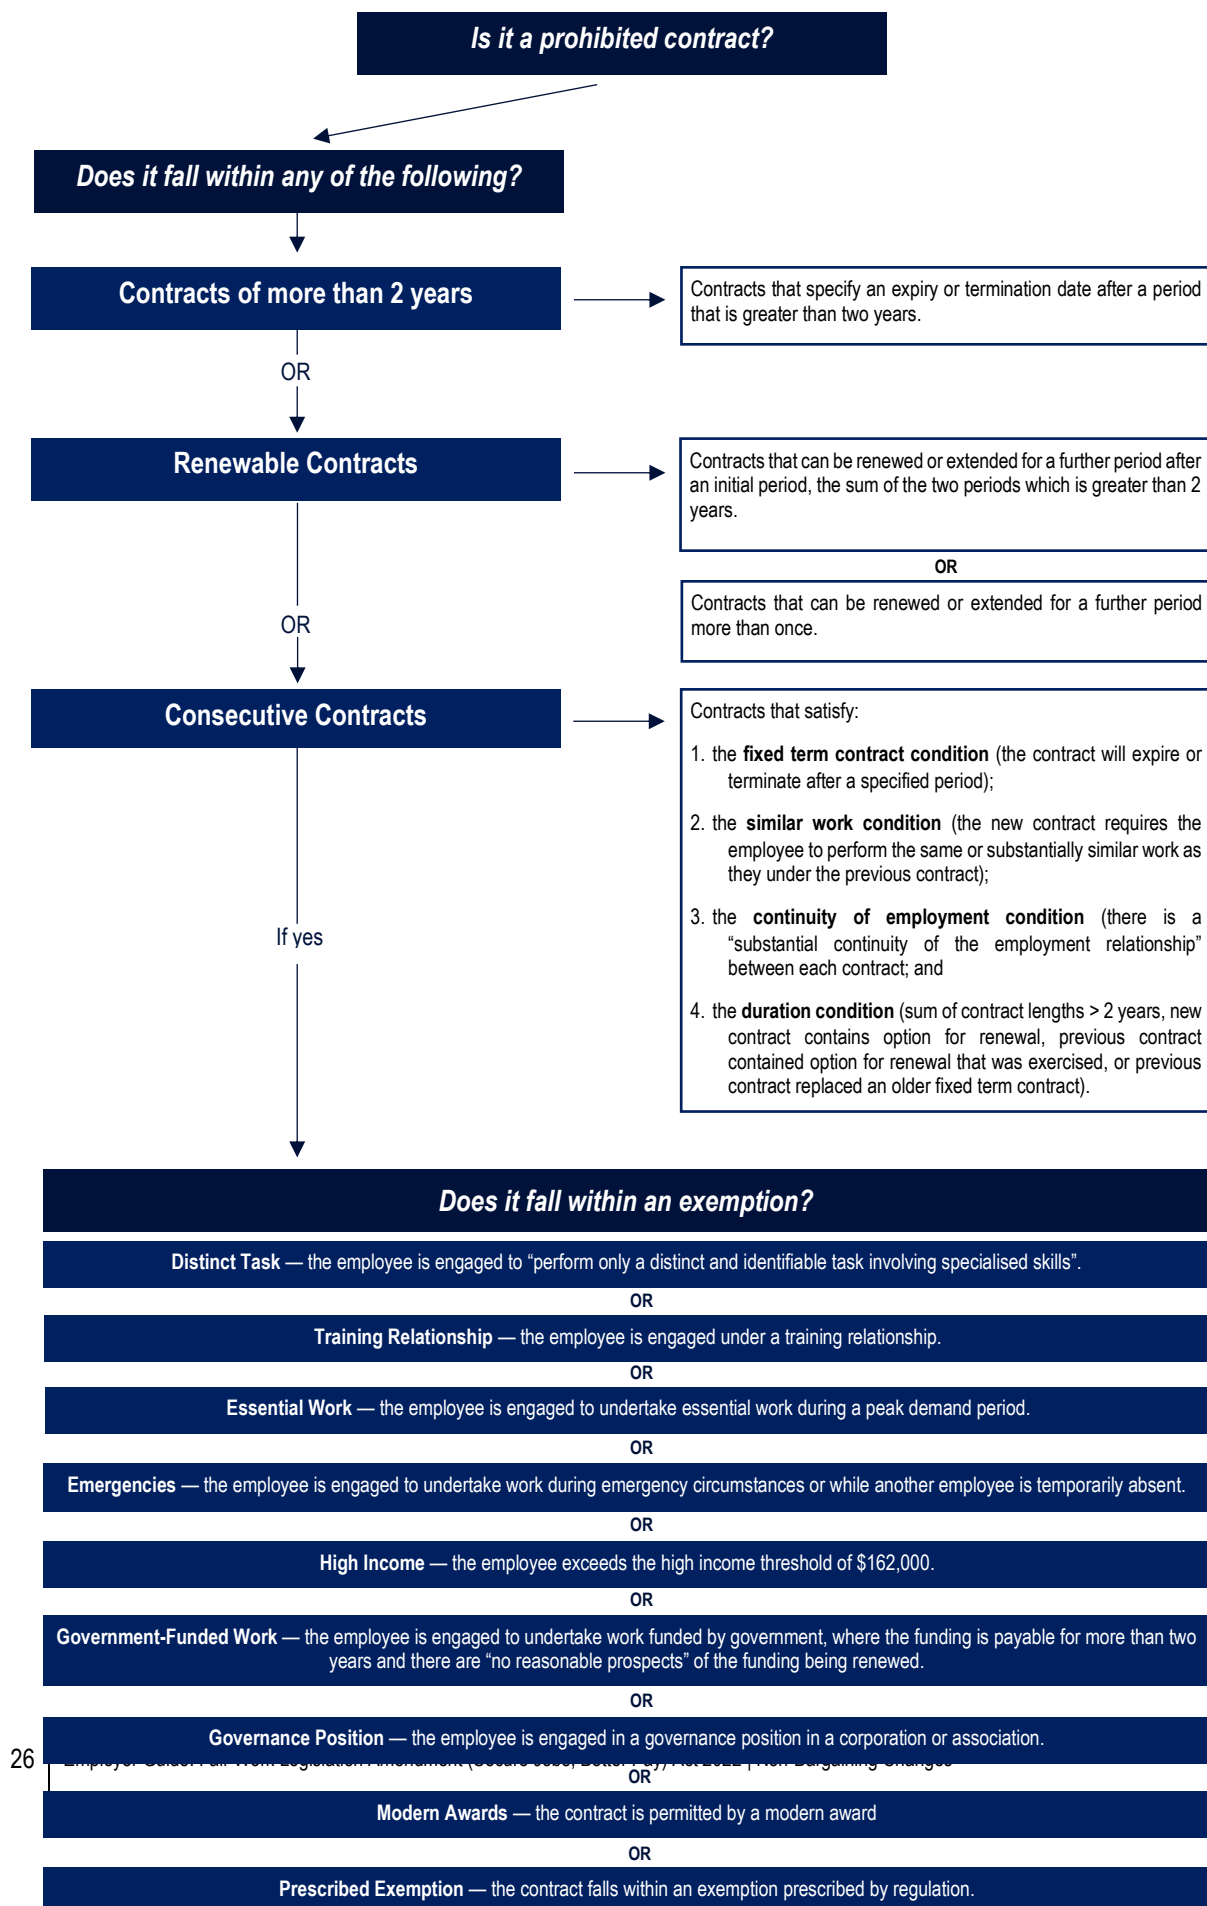 Is it a prohibited contract?
Does it fall within any of the following?
Contracts of more than 2 years
Contracts that specify an expiry or termination date after a period
that is greater than two years.
OR
Renewable Contracts
Contracts that can be renewed or extended for a further period after
an initial period, the sum of the two periods which is greater than 2
years.
OR
Contracts that can be renewed or extended for a further period
more than once.
OR
Consecutive Contracts
Contracts that satisfy:
1. the fixed term contract condition (the contract will expire or
terminate after a specified period);
2. the similar work condition (the new contract requires the
employee to perform the same or substantially similar work as
they under the previous contract);
3. the continuity of employment condition (there is a
“substantial continuity of the employment relationship”
between each contract; and
4. the duration condition (sum of contract lengths > 2 years, new
contract contains option for renewal, previous contract
contained option for renewal that was exercised, or previous
contract replaced an older fixed term contract).
If yes
Does it fall within an exemption?
Distinct Task — the employee is engaged to “perform only a distinct and identifiable task involving specialised skills”.
OR
Training Relationship — the employee is engaged under a training relationship.
OR
Essential Work — the employee is engaged to undertake essential work during a peak demand period.
OR
Emergencies — the employee is engaged to undertake work during emergency circumstances or while another employee is temporarily absent.
OR
High Income — the employee exceeds the high income threshold of $162,000.
OR
Government-Funded Work — the employee is engaged to undertake work funded by government, where the funding is payable for more than two
years and there are “no reasonable prospects” of the funding being renewed.
OR
Governance Position — the employee is engaged in a governance position in a corporation or association.
26
Employer Guide: Fair Work Legislation Amendment (Secure Jobs, Better Pay) Act 2022 | Non-Bargaining Changes
OR
Modern Awards — the contract is permitted by a modern award
OR
Prescribed Exemption — the contract falls within an exemption prescribed by regulation.